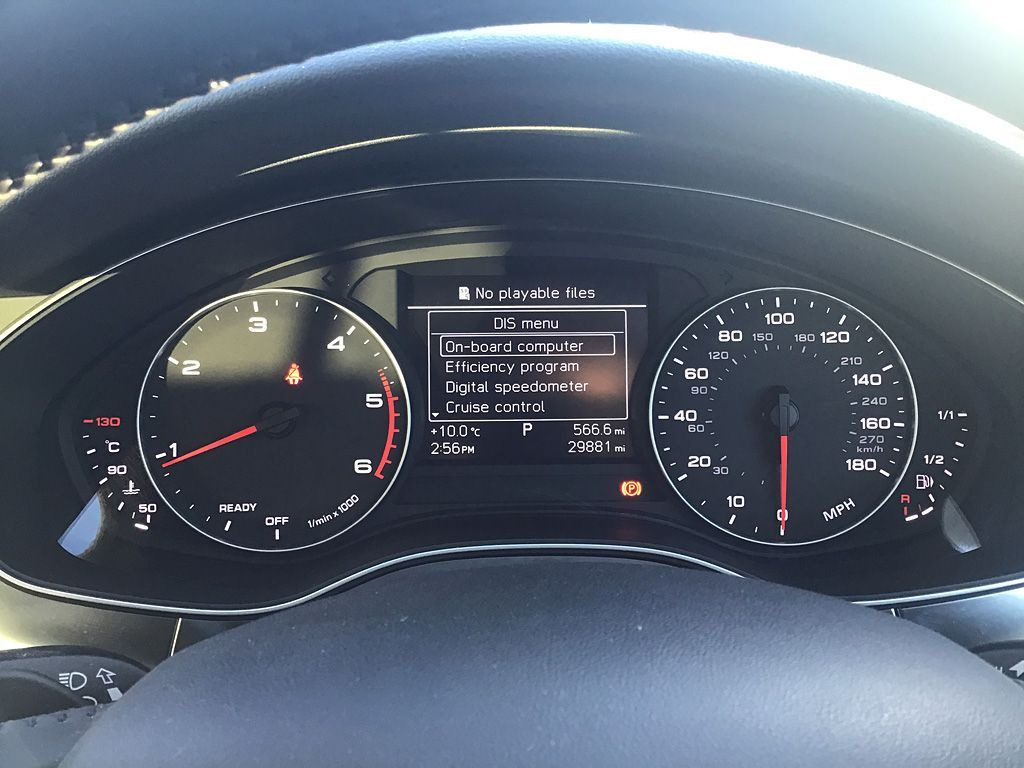 No playable files
DIS menu
On-board computer
Efficiency program
Digital speedometer
Cruise control
+10.0°C P 566.6 mi
2:56PM 29881 mi
1
2
3
4
5
6
READY
OFF
1/min x 1000
130
°C
90
50
0
10
20
40
60
80
100
120
140
160
180
30
60
90
120
150
180
210
240
270
km/h
MPH
1/1
1/2
R
(P)